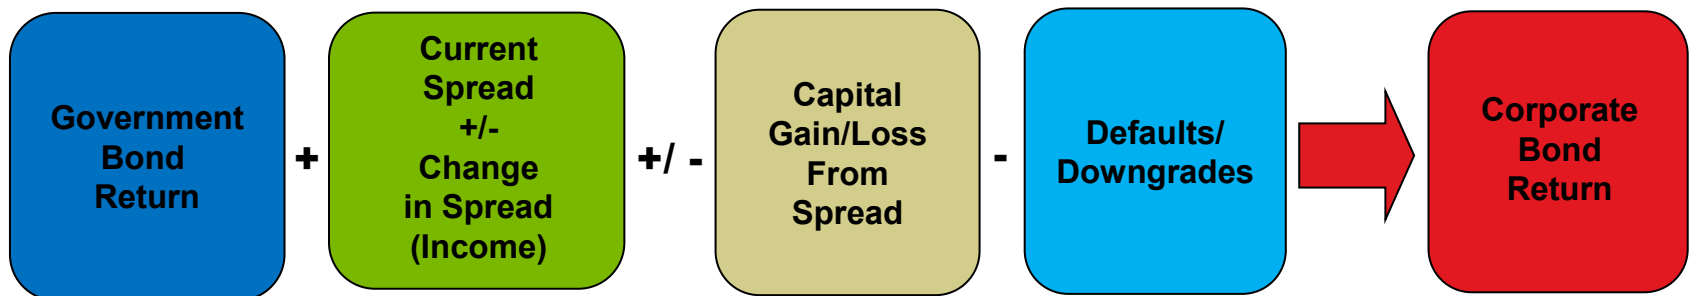 Government
Bond
Return
+
Current
Spread
+/-
Change
in Spread
(Income)
+/ -
Capital
Gain/Loss
From
Spread
-
Defaults/
Downgrades
Corporate
Bond
Return